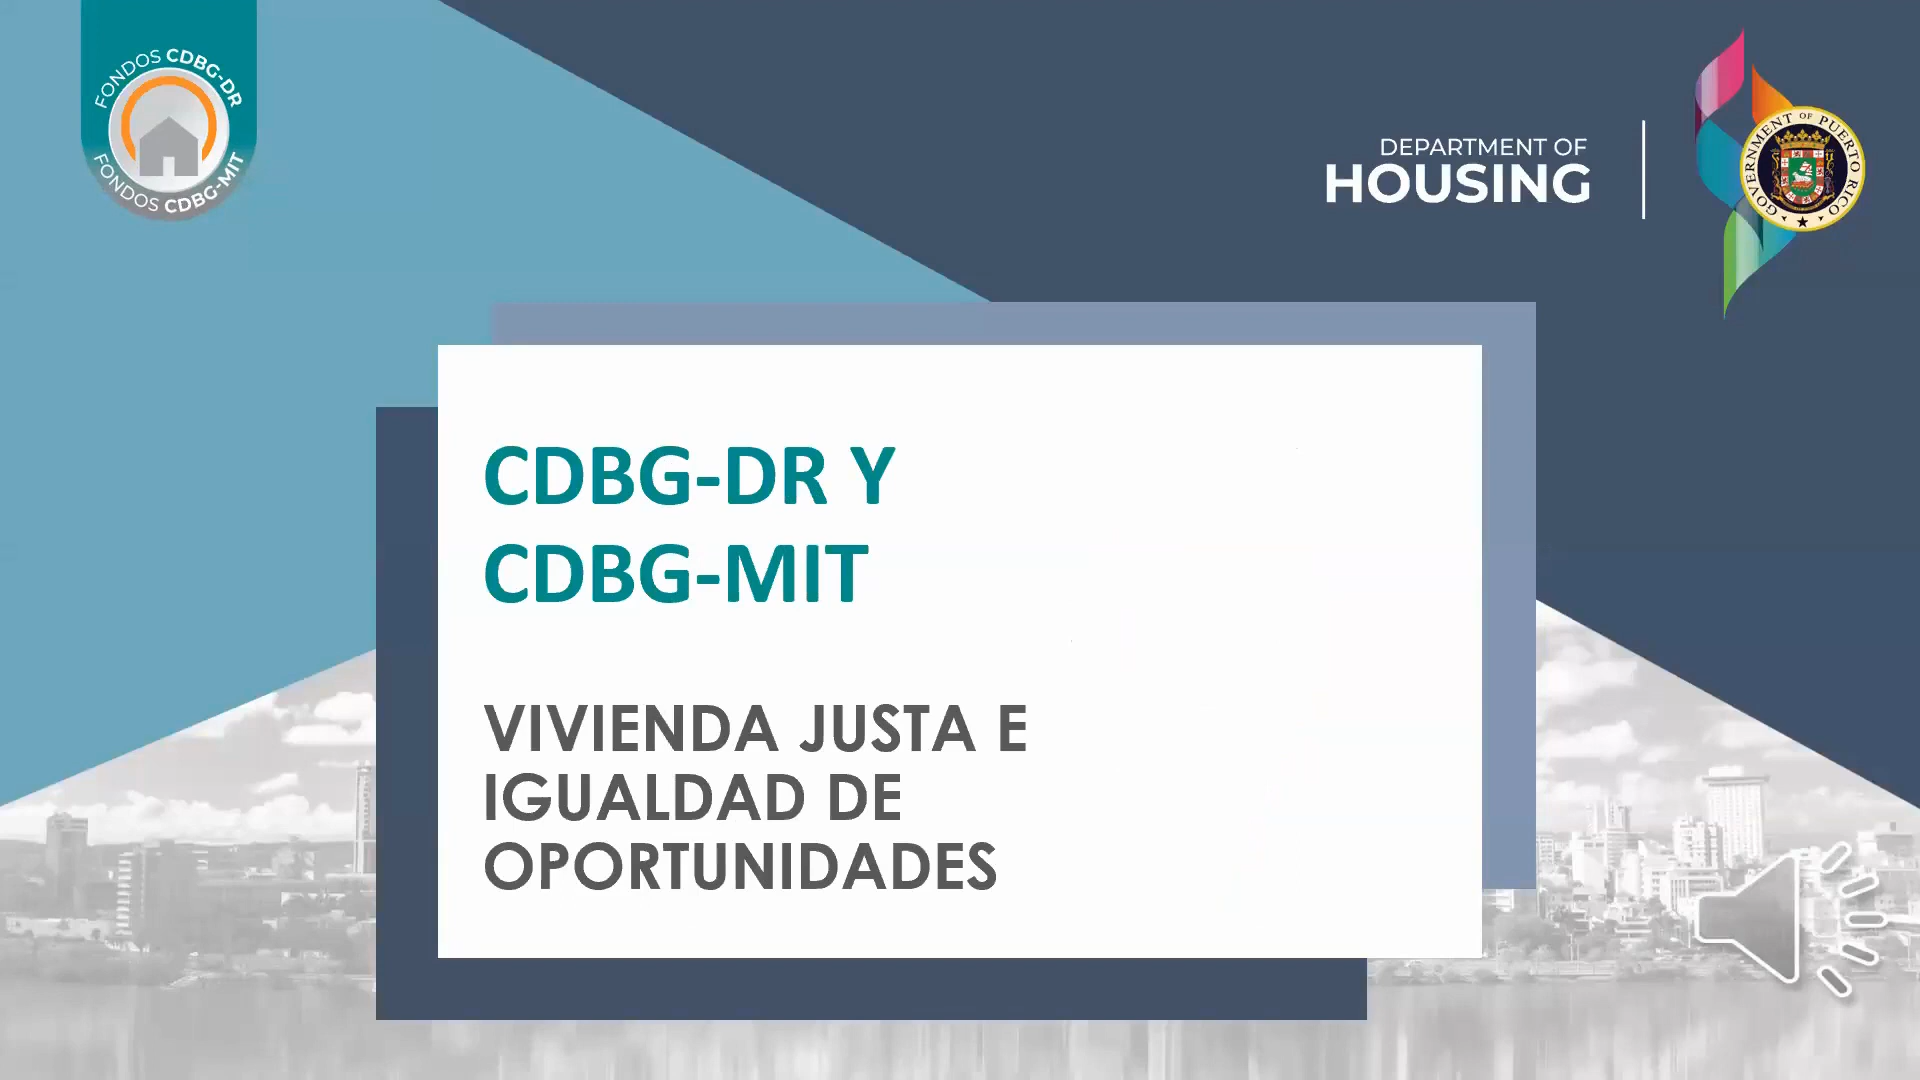 FONDOS CDBG-DR
FONDOS CDBG-MIT
DEPARTMENT OF
HOUSING
GOVERNMENT OF PUERTO RICO
CDBG-DR Y
CDBG-MIT
VIVIENDA JUSTA E
IGUALDAD DE
OPORTUNIDADES